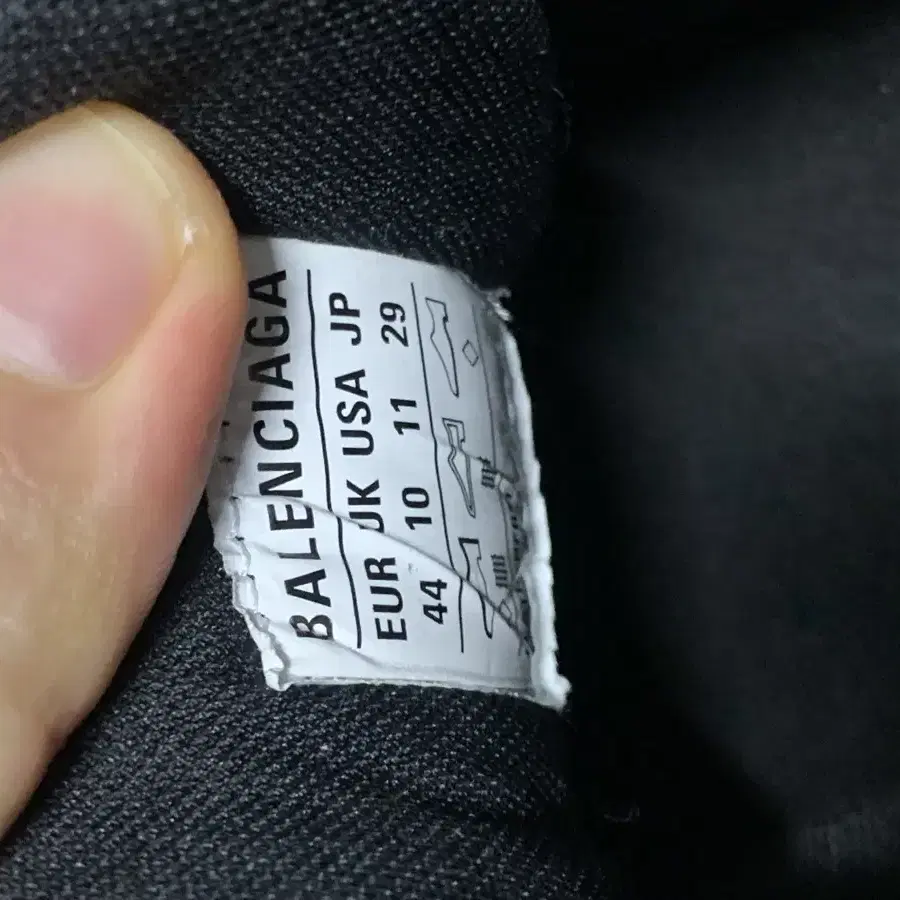 BALENCIAGA
EUR UK USA JP
44 10 11 29